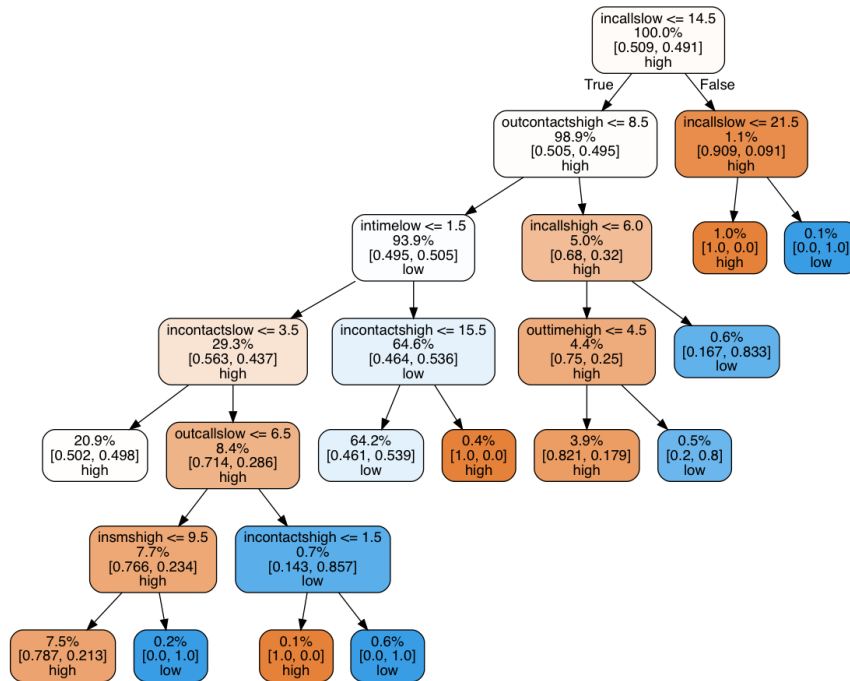 incallslow <= 14.5
100.0%
[0.509, 0.491]
high
True
False
outcontactshigh <= 8.5
98.9%
[0.505, 0.495]
high
incallslow <= 21.5
1.1%
[0.909, 0.091]
high
intimelow <= 1.5
93.9%
[0.495, 0.505]
low
incallshigh <= 6.0
5.0%
[0.68, 0.32]
high
1.0%
[1.0, 0.0]
high
0.1%
[0.0, 1.0]
low
incontactslow <= 3.5
29.3%
[0.563, 0.437]
high
incontactshigh <= 15.5
64.6%
[0.464, 0.536]
low
outtimehigh <= 4.5
4.4%
[0.75, 0.25]
high
0.6%
[0.167, 0.833]
low
20.9%
[0.502, 0.498]
high
outcallslow <= 6.5
8.4%
[0.714, 0.286]
high
64.2%
[0.461, 0.539]
low
0.4%
[1.0, 0.0]
high
3.9%
[0.821, 0.179]
high
0.5%
[0.2, 0.8]
low
insmshigh <= 9.5
7.7%
[0.766, 0.234]
high
incontactshigh <= 1.5
0.7%
[0.143, 0.857]
low
7.5%
[0.787, 0.213]
high
0.2%
[0.0, 1.0]
low
0.1%
[1.0, 0.0]
high
0.6%
[0.0, 1.0]
low